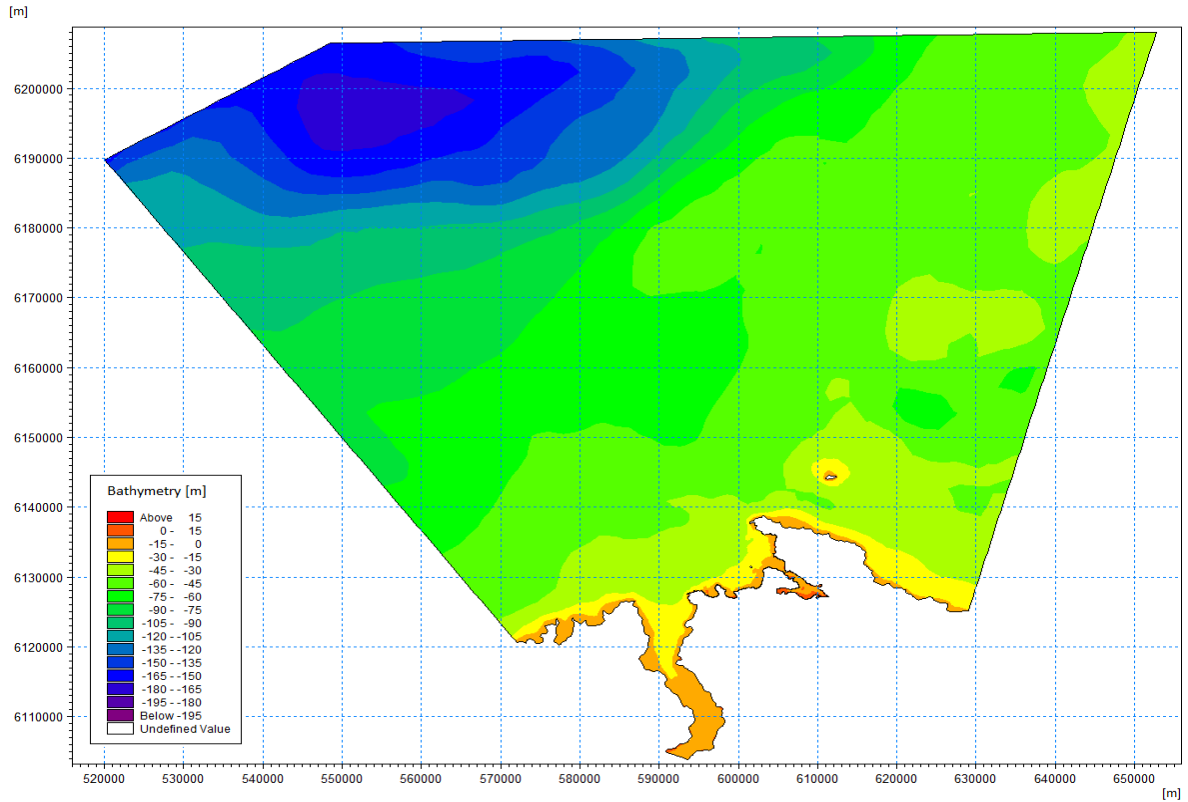 [m]
6200000
6190000
6180000
6170000
6160000
6150000
6140000
6130000
6120000
6110000
Bathymetry [m]
Above 15
0 - 15
-15 - 0
-30 - -15
-45 - -30
-60 - -45
-75 - -60
-90 - -75
-105 - -90
-120 - -105
-135 - -120
-150 - -135
-165 - -150
-180 - -165
-195 - -180
Below -195
Undefined Value
520000 530000 540000 550000 560000 570000 580000 590000 600000 610000 620000 630000 640000 650000
[m]